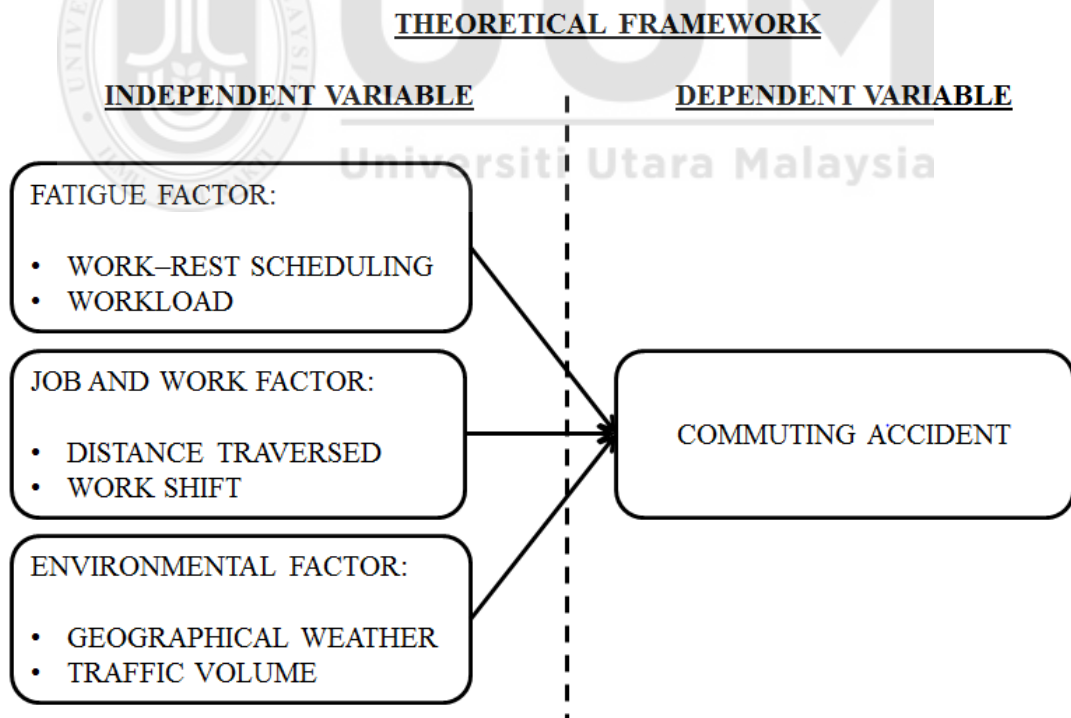 THEORETICAL FRAMEWORK
INDEPENDENT VARIABLE
DEPENDENT VARIABLE
Universiti Utara Malaysia
FATIGUE FACTOR:
• WORK–REST SCHEDULING
• WORKLOAD
JOB AND WORK FACTOR:
• DISTANCE TRAVERSED
• WORK SHIFT
COMMUTING ACCIDENT
ENVIRONMENTAL FACTOR:
• GEOGRAPHICAL WEATHER
• TRAFFIC VOLUME